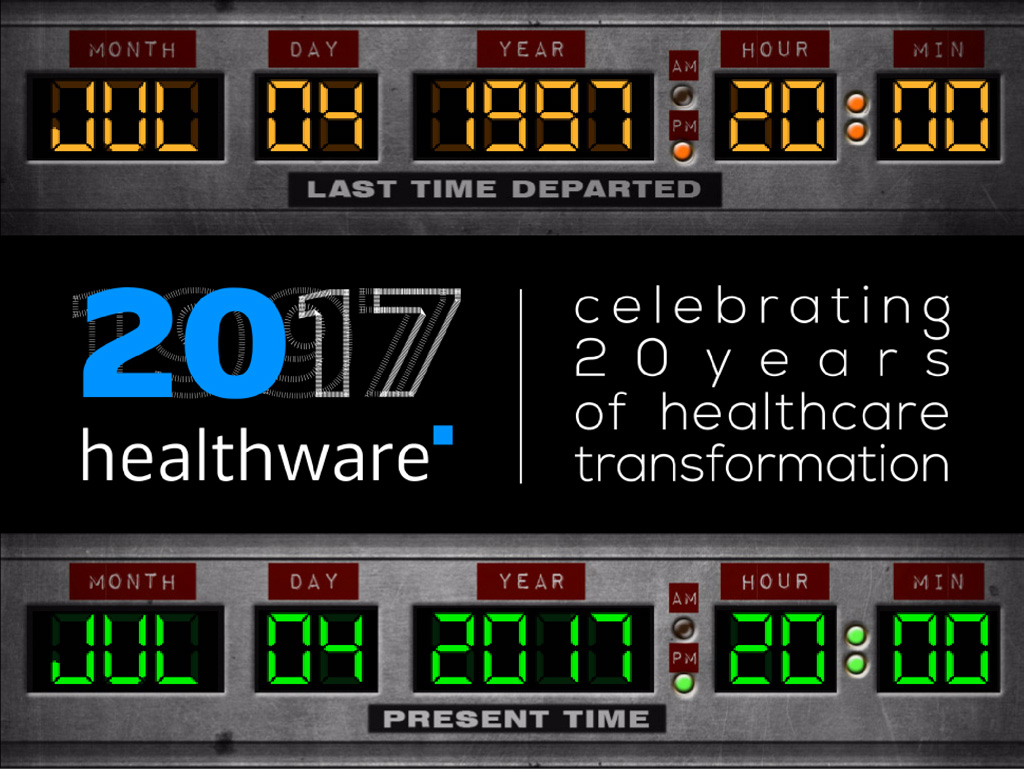 MONTH DAY YEAR AM HOUR MIN
JUL 04 1997 PM 20:00
LAST TIME DEPARTED
2017
healthware
celebrating
20 years
of healthcare
transformation
MONTH DAY YEAR AM HOUR MIN
JUL 04 2017 PM 20:00
PRESENT TIME